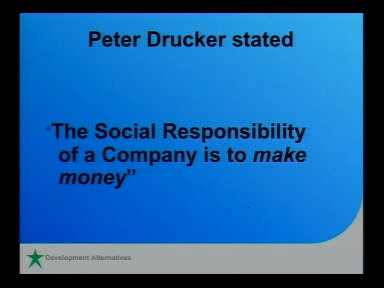 Peter Drucker stated
“The Social Responsibility
of a Company is to make
money”
Development Alternatives